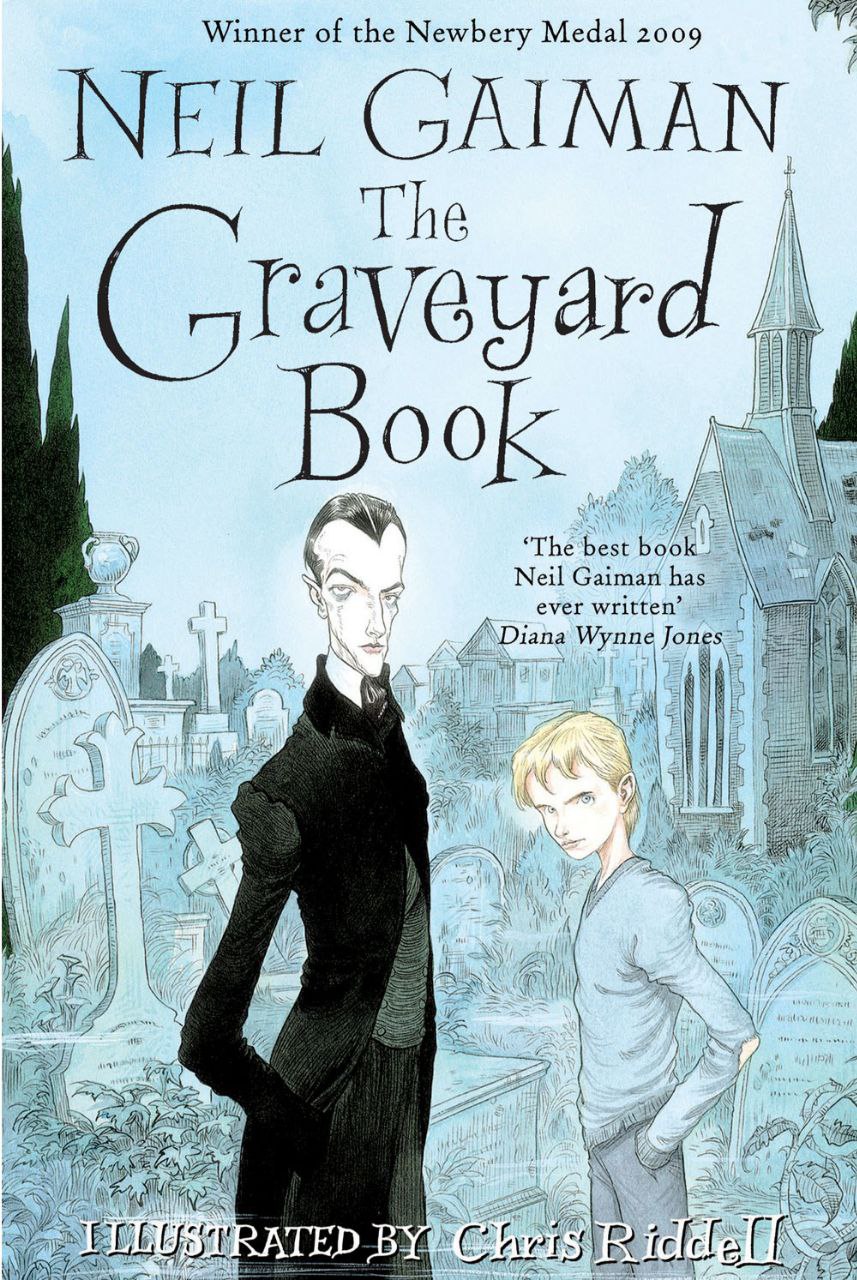 Winner of the Newbery Medal 2009
NEIL GAIMAN
The
Graveyard
Book
‘The best book
Neil Gaiman has
ever written’
Diana Wynne Jones
ILLUSTRATED BY Chris Riddell